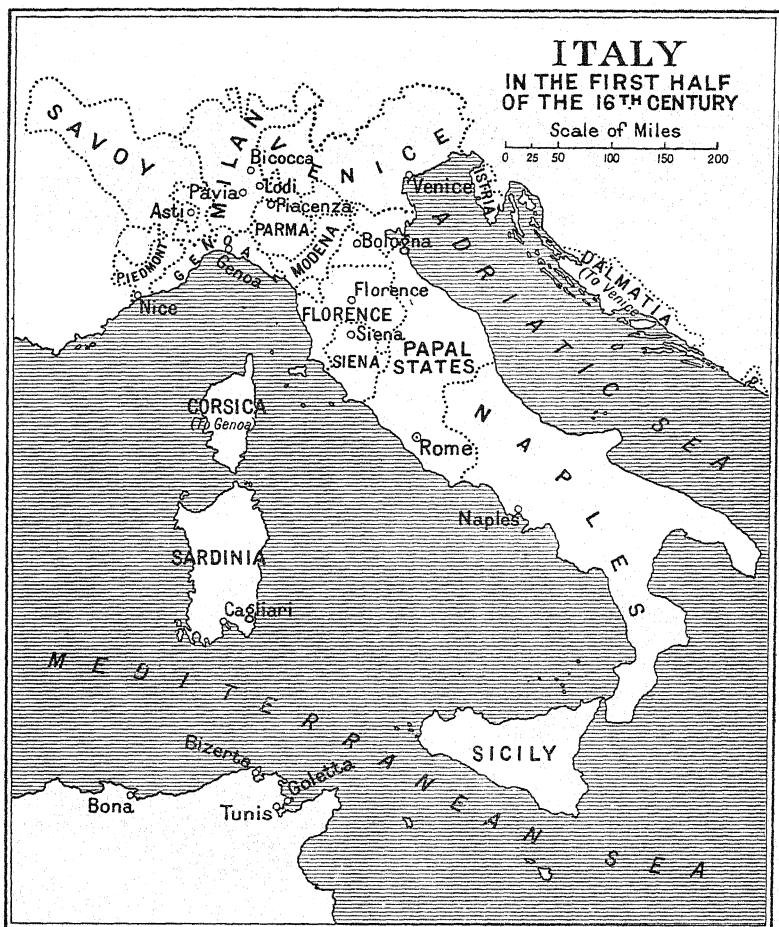 ITALY
IN THE FIRST HALF
OF THE 16TH CENTURY
Scale of Miles
0 25 50 100 150 200
SAVOY
MILAN
VENICE
Bicocca
Lodi
Pavia
Piacenza
Asti
Venice
ISTRIA
PARMA
MODENA
Bologna
PIEDMONT
GENOA
Genoa
Nice
ADRIATIC SEA
DALMATIA
(To Venice)
Florence
FLORENCE
Siena
SIENA
PAPAL
STATES
CORSICA
(To Genoa)
Rome
NAPLES
Naples
SARDINIA
Cagliari
MEDITERRANEAN SEA
SICILY
Bizerta
Goletta
Bona
Tunis